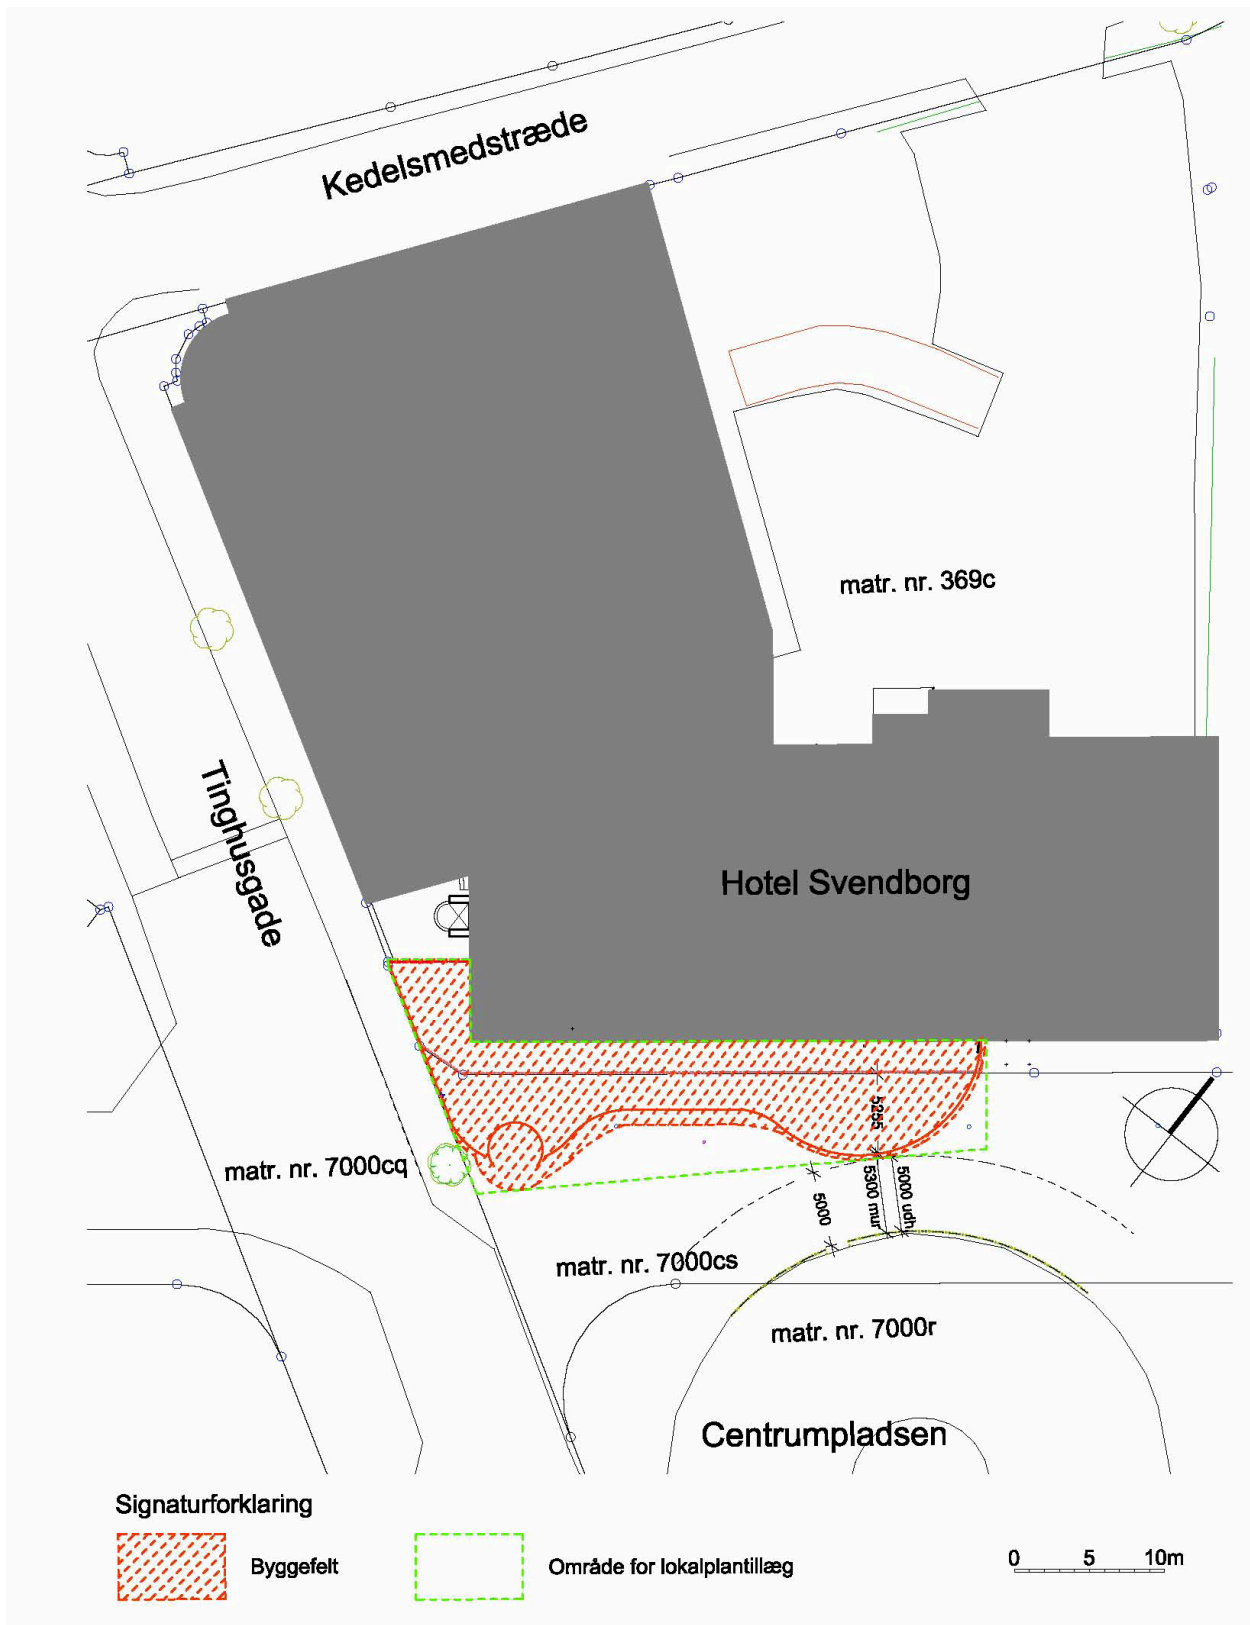 Kedelsmedstræde
matr. nr. 369c
Tinghusgade
Hotel Svendborg
5255
matr. nr. 7000cq
5000
5300 mur
5000 udh
matr. nr. 7000cs
matr. nr. 7000r
Centrumpladsen
Signaturforklaring
Byggefelt
Område for lokalplantillæg
0 5 10m